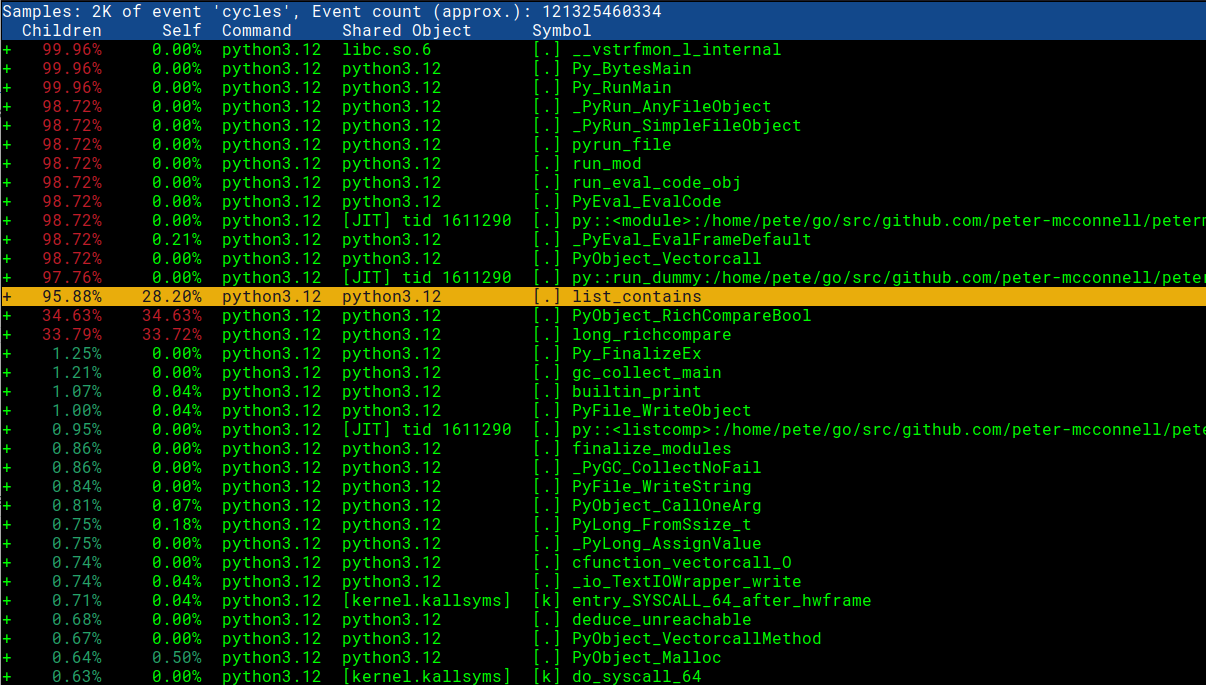 Samples: 2K of event 'cycles', Event count (approx.): 121325460334
Children Self Command Shared Object Symbol
+ 99.96% 0.00% python3.12 libc.so.6 [.] __vstrfmon_l_internal
+ 99.96% 0.00% python3.12 python3.12 [.] Py_BytesMain
+ 99.96% 0.00% python3.12 python3.12 [.] Py_RunMain
+ 98.72% 0.00% python3.12 python3.12 [.] _PyRun_AnyFileObject
+ 98.72% 0.00% python3.12 python3.12 [.] _PyRun_SimpleFileObject
+ 98.72% 0.00% python3.12 python3.12 [.] pyrun_file
+ 98.72% 0.00% python3.12 python3.12 [.] run_mod
+ 98.72% 0.00% python3.12 python3.12 [.] run_eval_code_obj
+ 98.72% 0.00% python3.12 python3.12 [.] PyEval_EvalCode
+ 98.72% 0.00% python3.12 [JIT] tid 1611290 [.] py::<module>:/home/pete/go/src/github.com/peter-mcconnell/petern
+ 98.72% 0.21% python3.12 python3.12 [.] _PyEval_EvalFrameDefault
+ 98.72% 0.00% python3.12 python3.12 [.] PyObject_Vectorcall
+ 97.76% 0.00% python3.12 [JIT] tid 1611290 [.] py::run_dummy:/home/pete/go/src/github.com/peter-mcconnell/peter
+ 95.88% 28.20% python3.12 python3.12 [.] list_contains
+ 34.63% 34.63% python3.12 python3.12 [.] PyObject_RichCompareBool
+ 33.79% 33.72% python3.12 python3.12 [.] long_richcompare
+ 1.25% 0.00% python3.12 python3.12 [.] Py_FinalizeEx
+ 1.21% 0.00% python3.12 python3.12 [.] gc_collect_main
+ 1.07% 0.04% python3.12 python3.12 [.] builtin_print
+ 1.00% 0.04% python3.12 python3.12 [.] PyFile_WriteObject
+ 0.95% 0.00% python3.12 [JIT] tid 1611290 [.] py::<listcomp>:/home/pete/go/src/github.com/peter-mcconnell/pete
+ 0.86% 0.00% python3.12 python3.12 [.] finalize_modules
+ 0.86% 0.00% python3.12 python3.12 [.] _PyGC_CollectNoFail
+ 0.84% 0.00% python3.12 python3.12 [.] PyFile_WriteString
+ 0.81% 0.07% python3.12 python3.12 [.] PyObject_CallOneArg
+ 0.75% 0.18% python3.12 python3.12 [.] PyLong_FromSsize_t
+ 0.75% 0.00% python3.12 python3.12 [.] _PyLong_AssignValue
+ 0.74% 0.00% python3.12 python3.12 [.] cfunction_vectorcall_O
+ 0.74% 0.04% python3.12 python3.12 [.] _io_TextIOWrapper_write
+ 0.71% 0.04% python3.12 [kernel.kallsyms] [k] entry_SYSCALL_64_after_hwframe
+ 0.68% 0.00% python3.12 python3.12 [.] deduce_unreachable
+ 0.67% 0.00% python3.12 python3.12 [.] PyObject_VectorcallMethod
+ 0.64% 0.50% python3.12 python3.12 [.] PyObject_Malloc
+ 0.63% 0.00% python3.12 [kernel.kallsyms] [k] do_syscall_64